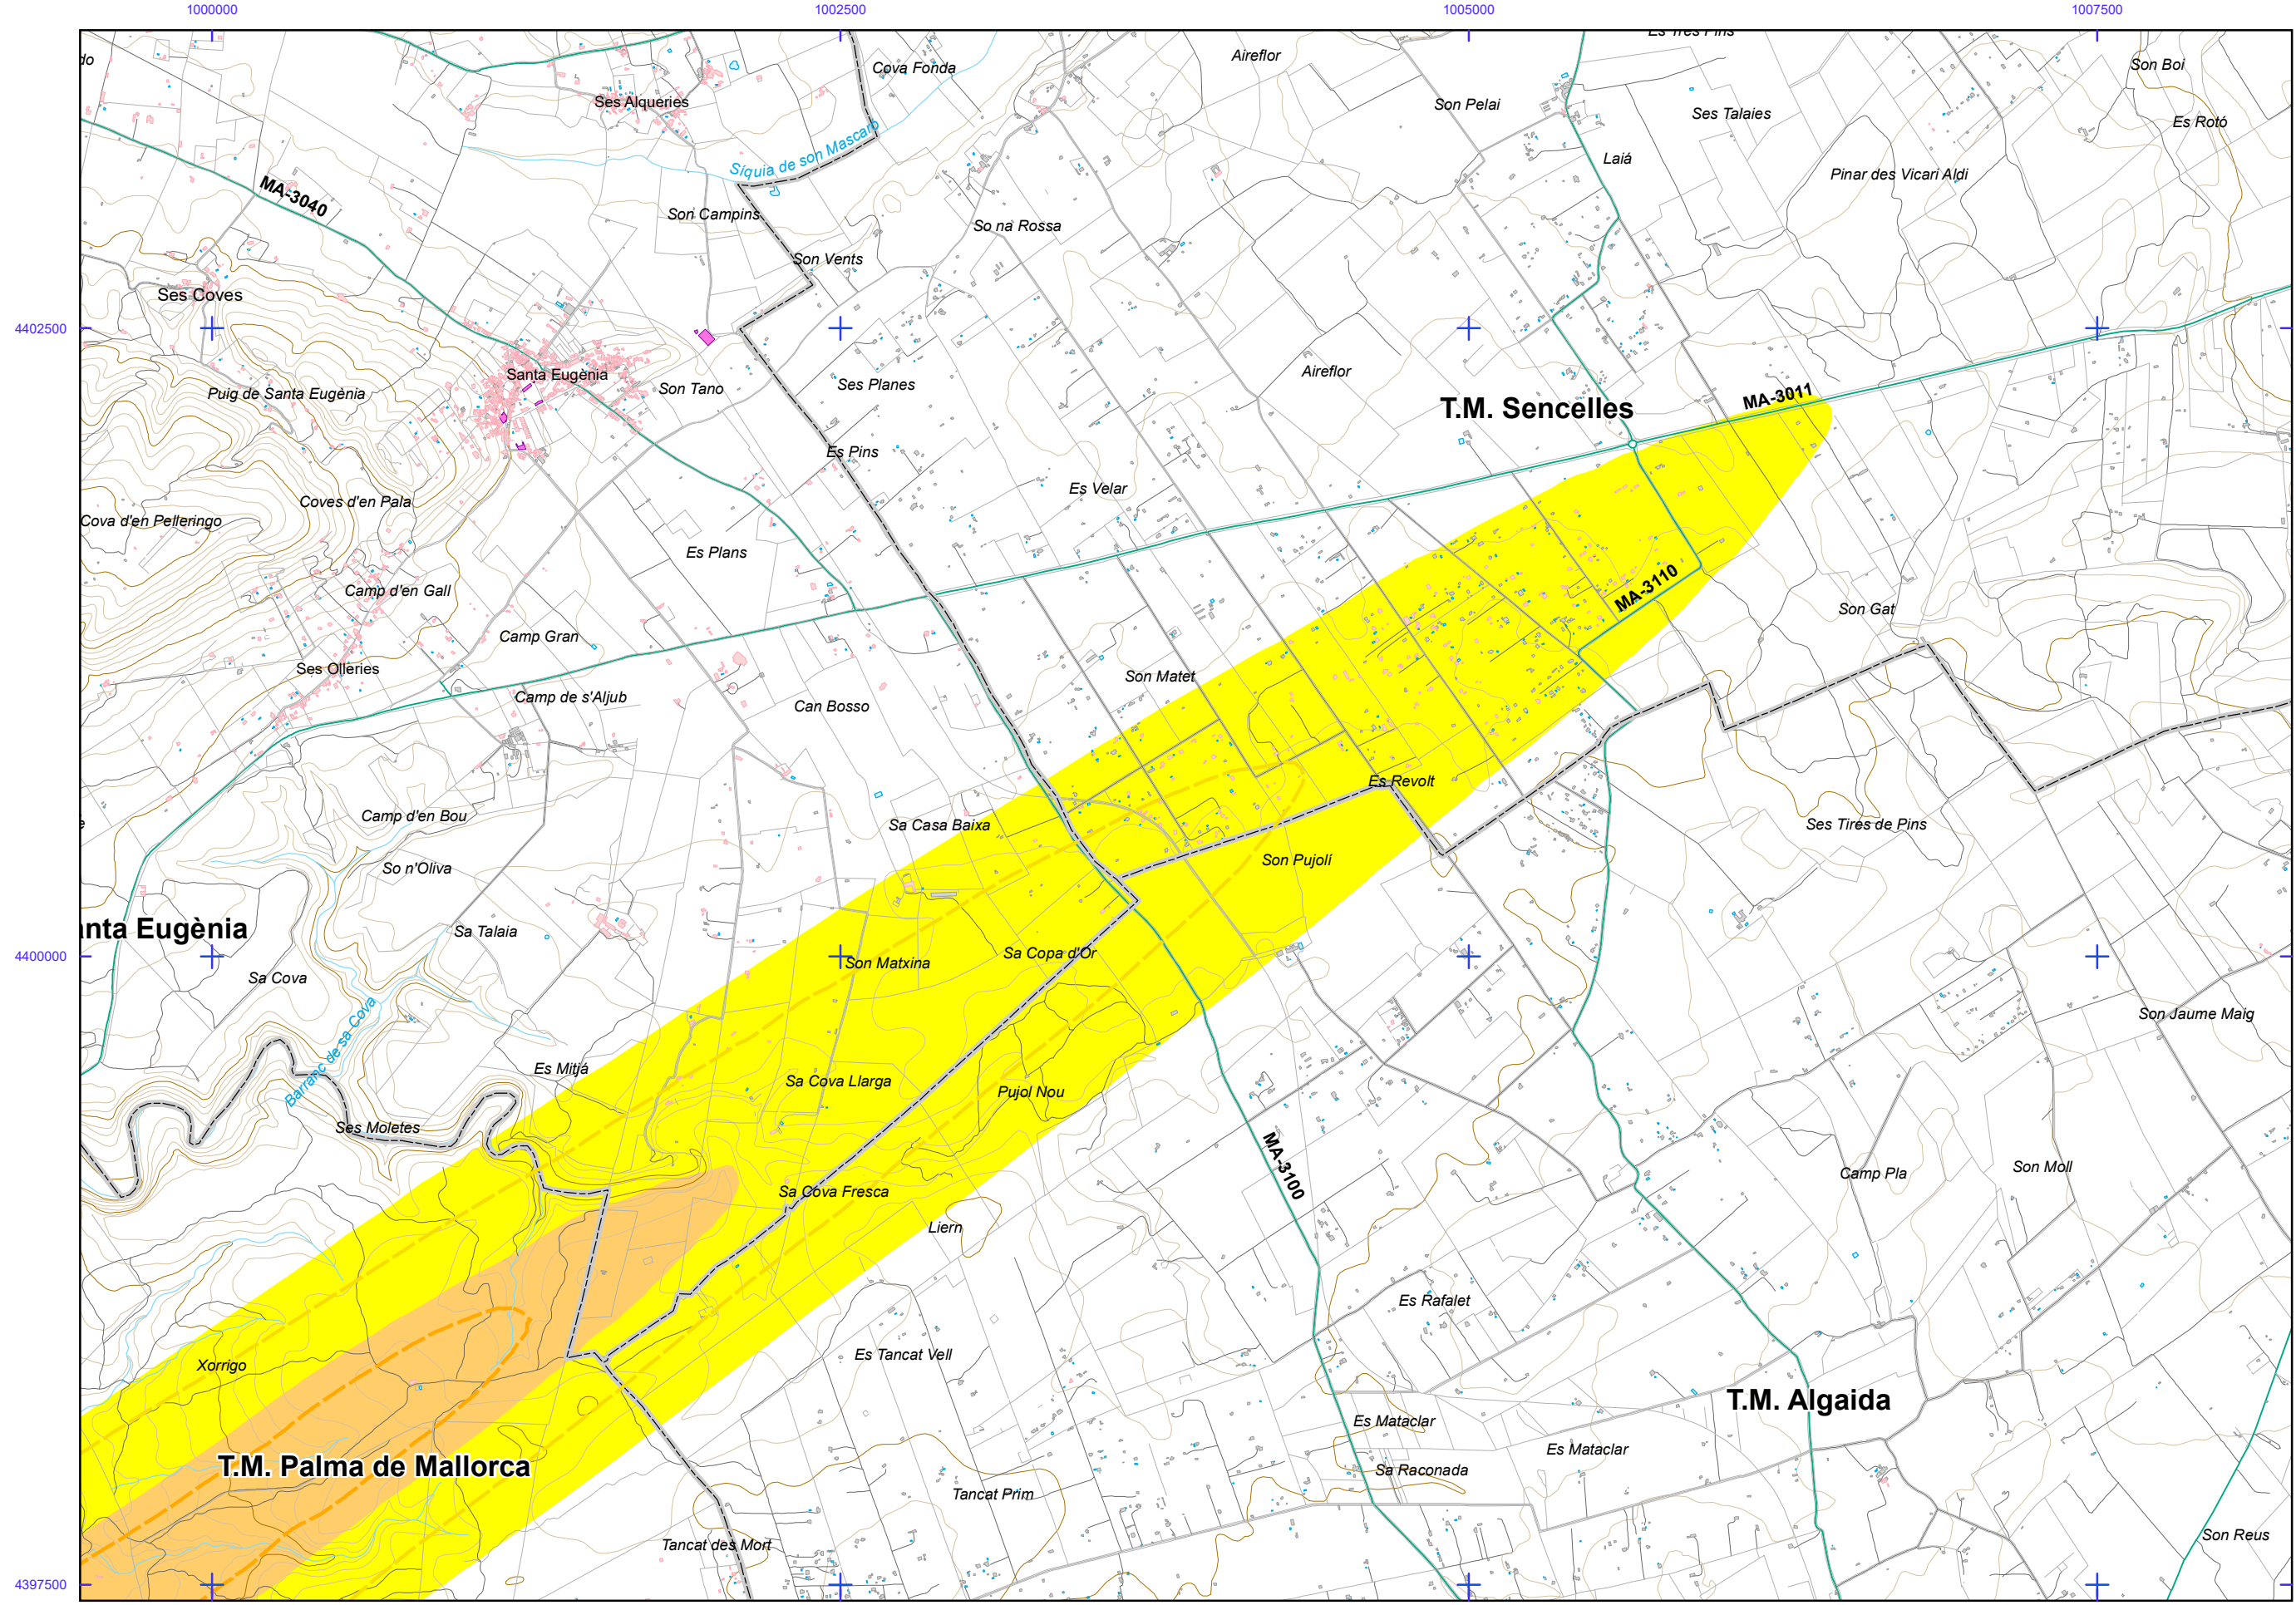 1000000
1002500
1005000
1007500
do
Cova Fonda
Aireflor
Es Tres Pins
Son Boi
Ses Alqueries
Son Pelai
Ses Talaies
Es Rotó
Síquia de son Mascaró
Laiá
Pinar des Vicari Aldi
MA-3040
Son Campins
So na Rossa
Son Vents
Ses Coves
4402500
Santa Eugènia
Puig de Santa Eugènia
Son Tano
Ses Planes
Aireflor
T.M. Sencelles
MA-3011
Es Pins
Es Velar
Coves d'en Pala
Cova d'en Pelleringo
Es Plans
Camp d'en Gall
MA-3110
Son Gat
Camp Gran
Ses Olleries
Son Matet
Camp de s'Aljub
Can Bosso
Es Revolt
Camp d'en Bou
Sa Casa Baixa
Ses Tires de Pins
e
So n'Oliva
Son Pujolí
anta Eugènia
Sa Talaia
4400000
Sa Copa d'Or
Son Matxina
Sa Cova
Son Jaume Maig
Barranc de sa Cova
Es Mitjá
Sa Cova Llarga
Pujol Nou
Ses Moletes
MA-3100
Camp Pla
Son Moll
Sa Cova Fresca
Liern
Es Rafalet
Es Tancat Vell
Xorrigo
T.M. Algaida
Es Mataclar
Es Mataclar
T.M. Palma de Mallorca
Sa Raconada
Tancat Prim
Son Reus
Tancat des Mort
4397500